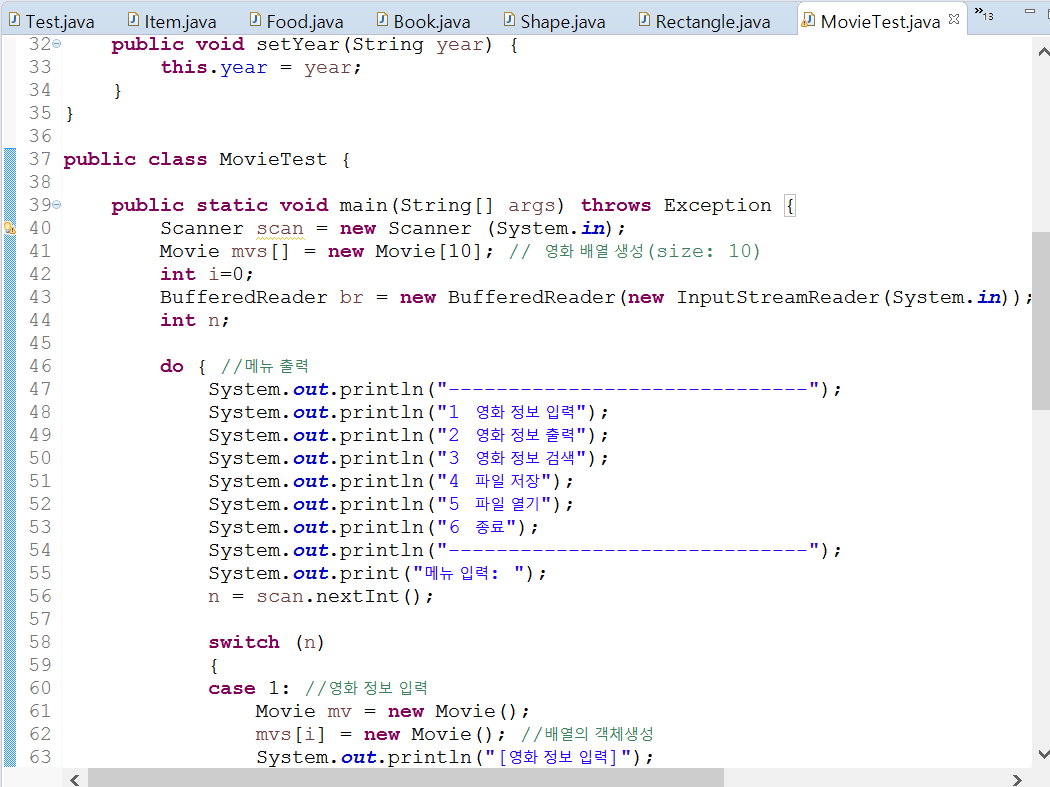 Test.java Item.java Food.java Book.java Shape.java Rectangle.java MovieTest.java »13
32 public void setYear(String year) {
33 this.year = year;
34 }
35 }
36
37 public class MovieTest {
38
39 public static void main(String[] args) throws Exception {
40 Scanner scan = new Scanner (System.in);
41 Movie mvs[] = new Movie[10]; // 영화 배열 생성(size: 10)
42 int i=0;
43 BufferedReader br = new BufferedReader(new InputStreamReader(System.in));
44 int n;
45
46 do { //메뉴 출력
47 System.out.println("------------------------------");
48 System.out.println("1 영화 정보 입력");
49 System.out.println("2 영화 정보 출력");
50 System.out.println("3 영화 정보 검색");
51 System.out.println("4 파일 저장");
52 System.out.println("5 파일 열기");
53 System.out.println("6 종료");
54 System.out.println("------------------------------");
55 System.out.print("메뉴 입력: ");
56 n = scan.nextInt();
57
58 switch (n)
59 {
60 case 1: //영화 정보 입력
61 Movie mv = new Movie();
62 mvs[i] = new Movie(); //배열의 객체생성
63 System.out.println("[영화 정보 입력]");